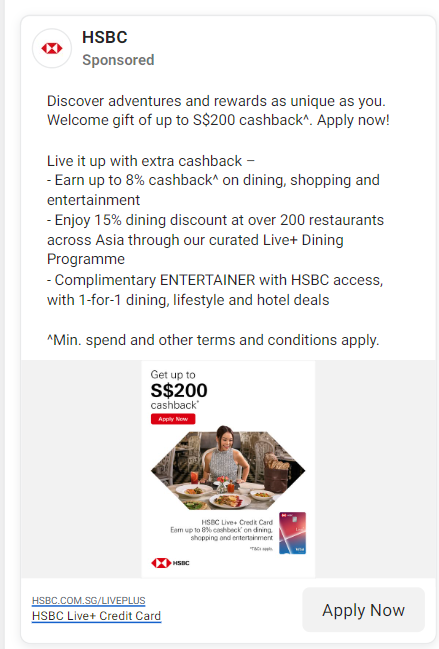 HSBC
Sponsored
Discover adventures and rewards as unique as you.
Welcome gift of up to S$200 cashback^. Apply now!
Live it up with extra cashback –
- Earn up to 8% cashback^ on dining, shopping and
entertainment
- Enjoy 15% dining discount at over 200 restaurants
across Asia through our curated Live+ Dining
Programme
- Complimentary ENTERTAINER with HSBC access,
with 1-for-1 dining, lifestyle and hotel deals
^Min. spend and other terms and conditions apply.
Get up to
S$200
cashback^
Apply Now
HSBC Live+ Credit Card
Earn up to 8% cashback^ on dining,
shopping and entertainment
^T&Cs apply.
HSBC
HSBC.COM.SG/LIVEPLUS
HSBC Live+ Credit Card
Apply Now